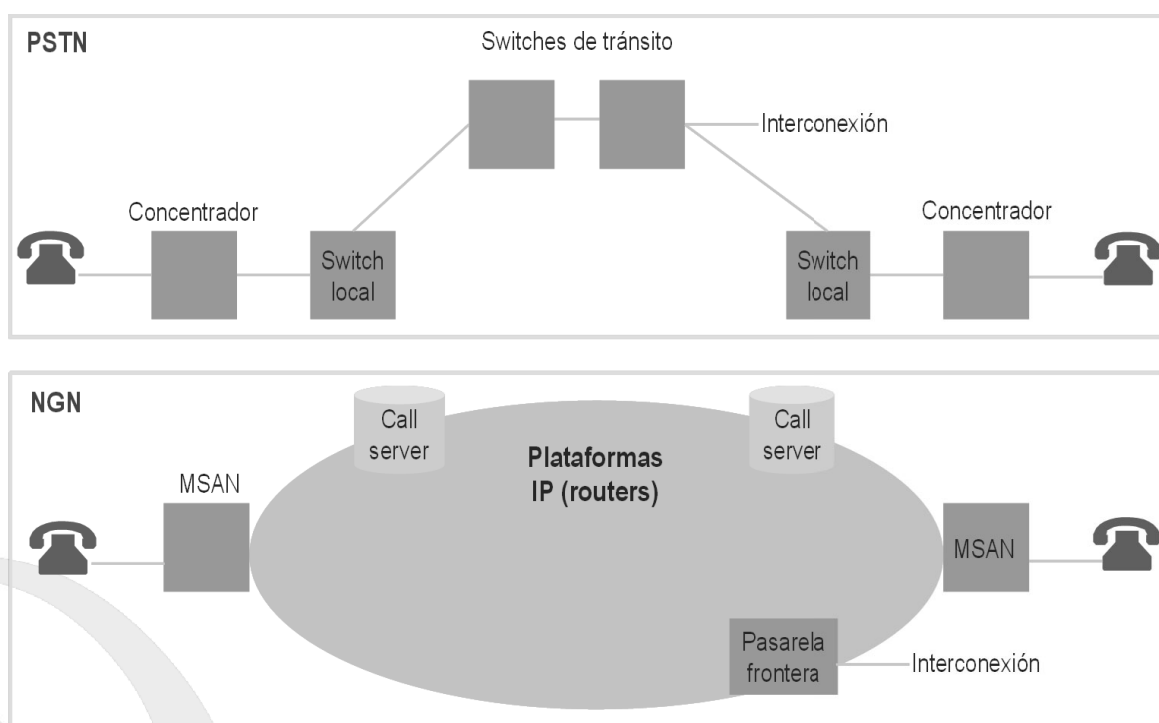 PSTN
Switches de tránsito
Interconexión
Concentrador
Concentrador
Switch
local
Switch
local
NGN
Call
server
Call
server
Plataformas
IP (routers)
MSAN
MSAN
Pasarela
frontera
Interconexión